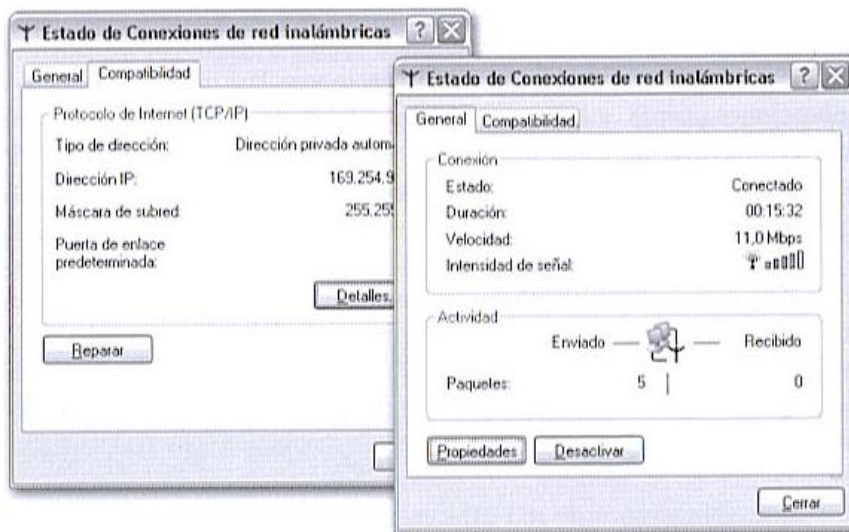 Estado de Conexiones de red inalámbricas
General Compatibilidad
Protocolo de Internet (TCP/IP)
Tipo de dirección: Dirección privada autom
Dirección IP: 169.254.9
Máscara de subred: 255.255
Puerta de enlace
predeterminada:
Detalles.
Reparar
Estado de Conexiones de red inalámbricas
General Compatibilidad
Conexión
Estado: Conectado
Duración: 00:15:32
Velocidad: 11,0 Mbps
Intensidad de señal:
Actividad
Enviado Recibido
Paquetes: 5 0
Propiedades Desactivar
Cerrar